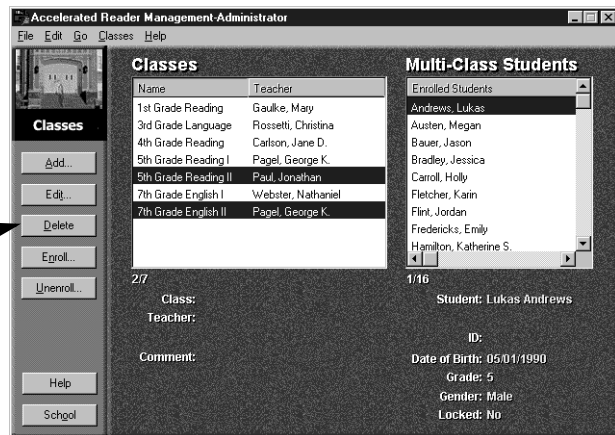 Accelerated Reader Management-Administrator
File Edit Go Classes Help
Classes
Add...
Edit...
Delete
Enroll...
Unenroll...
Help
School
Classes
Name Teacher
1st Grade Reading Gaulke, Mary
3rd Grade Language Rossetti, Christina
4th Grade Reading Carlson, Jane D.
5th Grade Reading I Pagel, George K.
5th Grade Reading II Paul, Jonathan
7th Grade English I Webster, Nathaniel
7th Grade English II Pagel, George K.
2/7
Class:
Teacher:
Comment:
Multi-Class Students
Enrolled Students
Andrews, Lukas
Austen, Megan
Bauer, Jason
Bradley, Jessica
Carroll, Holly
Fletcher, Karin
Flint, Jordan
Fredericks, Emily
Hamilton, Katherine S.
1/16
Student: Lukas Andrews
ID:
Date of Birth: 05/01/1990
Grade: 5
Gender: Male
Locked: No